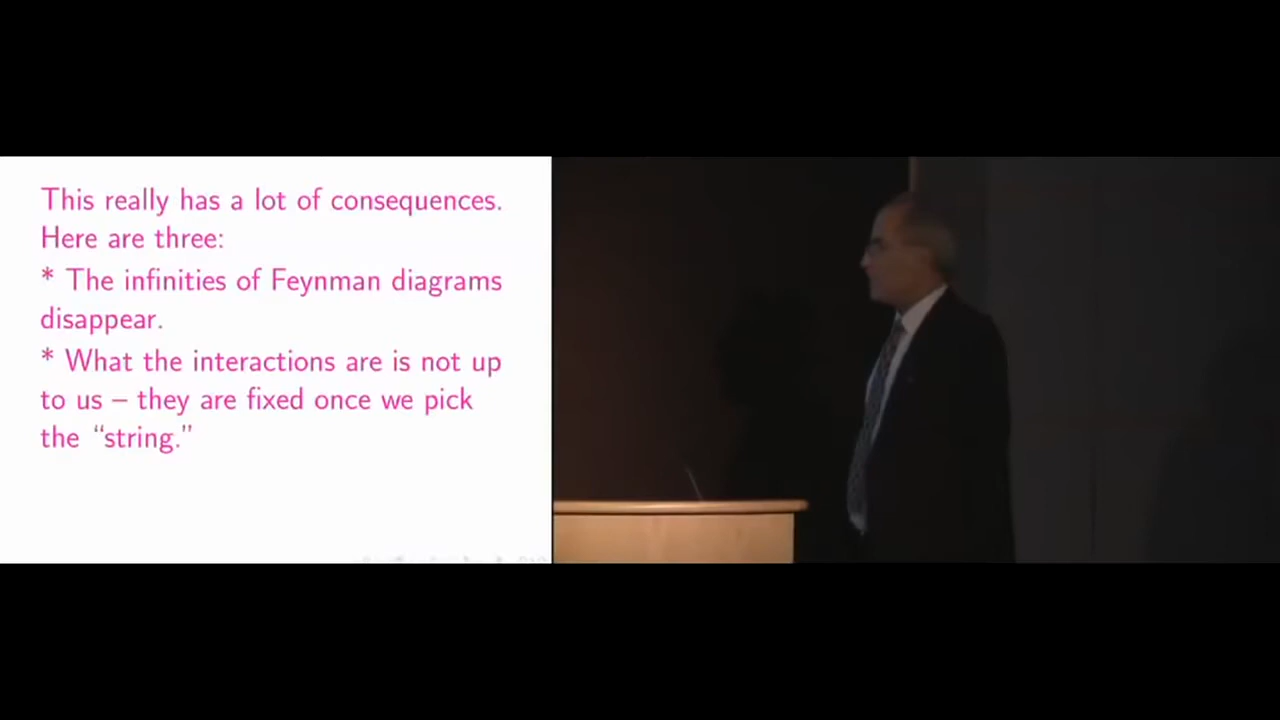 This really has a lot of consequences.
Here are three:
* The infinities of Feynman diagrams
disappear.
* What the interactions are is not up
to us – they are fixed once we pick
the “string.”